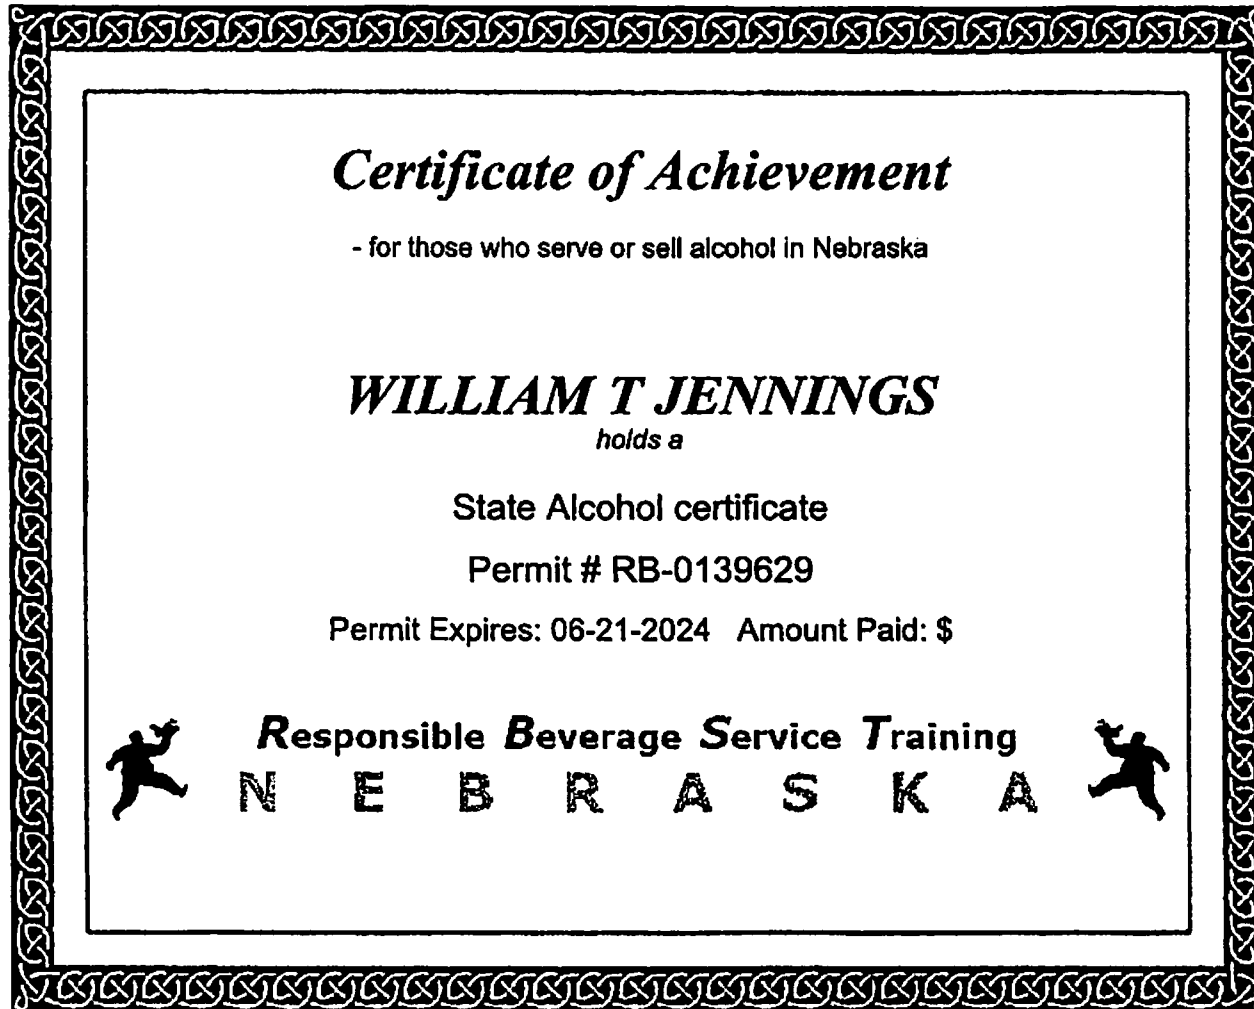 Certificate of Achievement
- for those who serve or sell alcohol in Nebraska
WILLIAM T JENNINGS
holds a
State Alcohol certificate
Permit # RB-0139629
Permit Expires: 06-21-2024   Amount Paid: $
Responsible Beverage Service Training
NEBRASKA